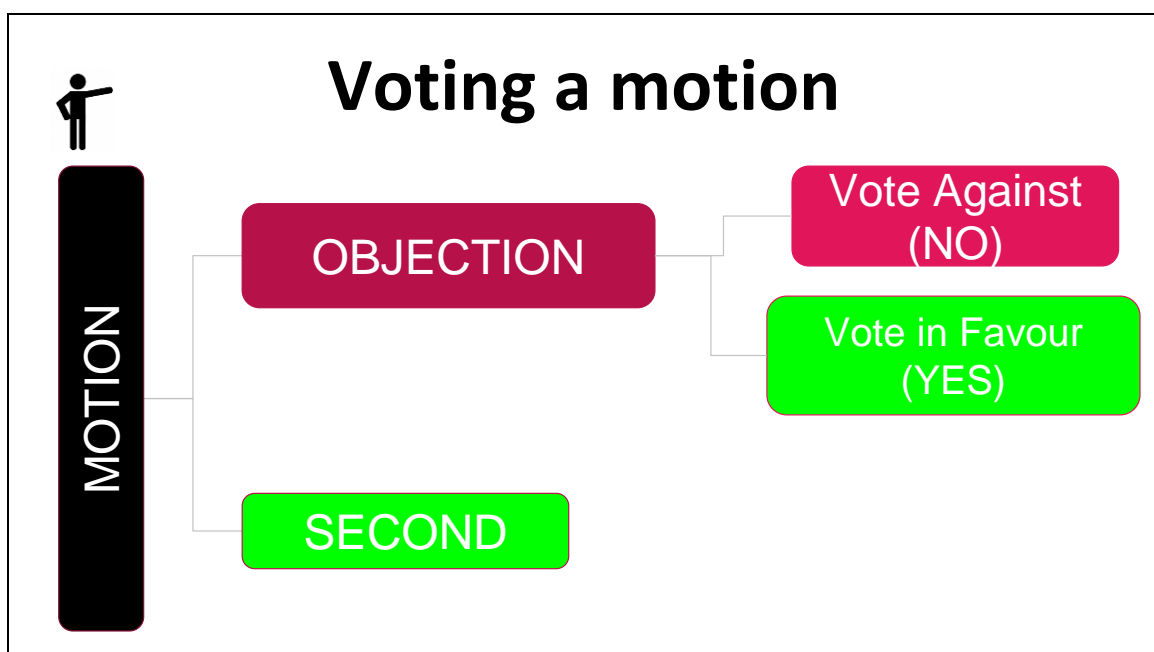 Voting a motion
MOTION
OBJECTION
Vote Against
(NO)
Vote in Favour
(YES)
SECOND